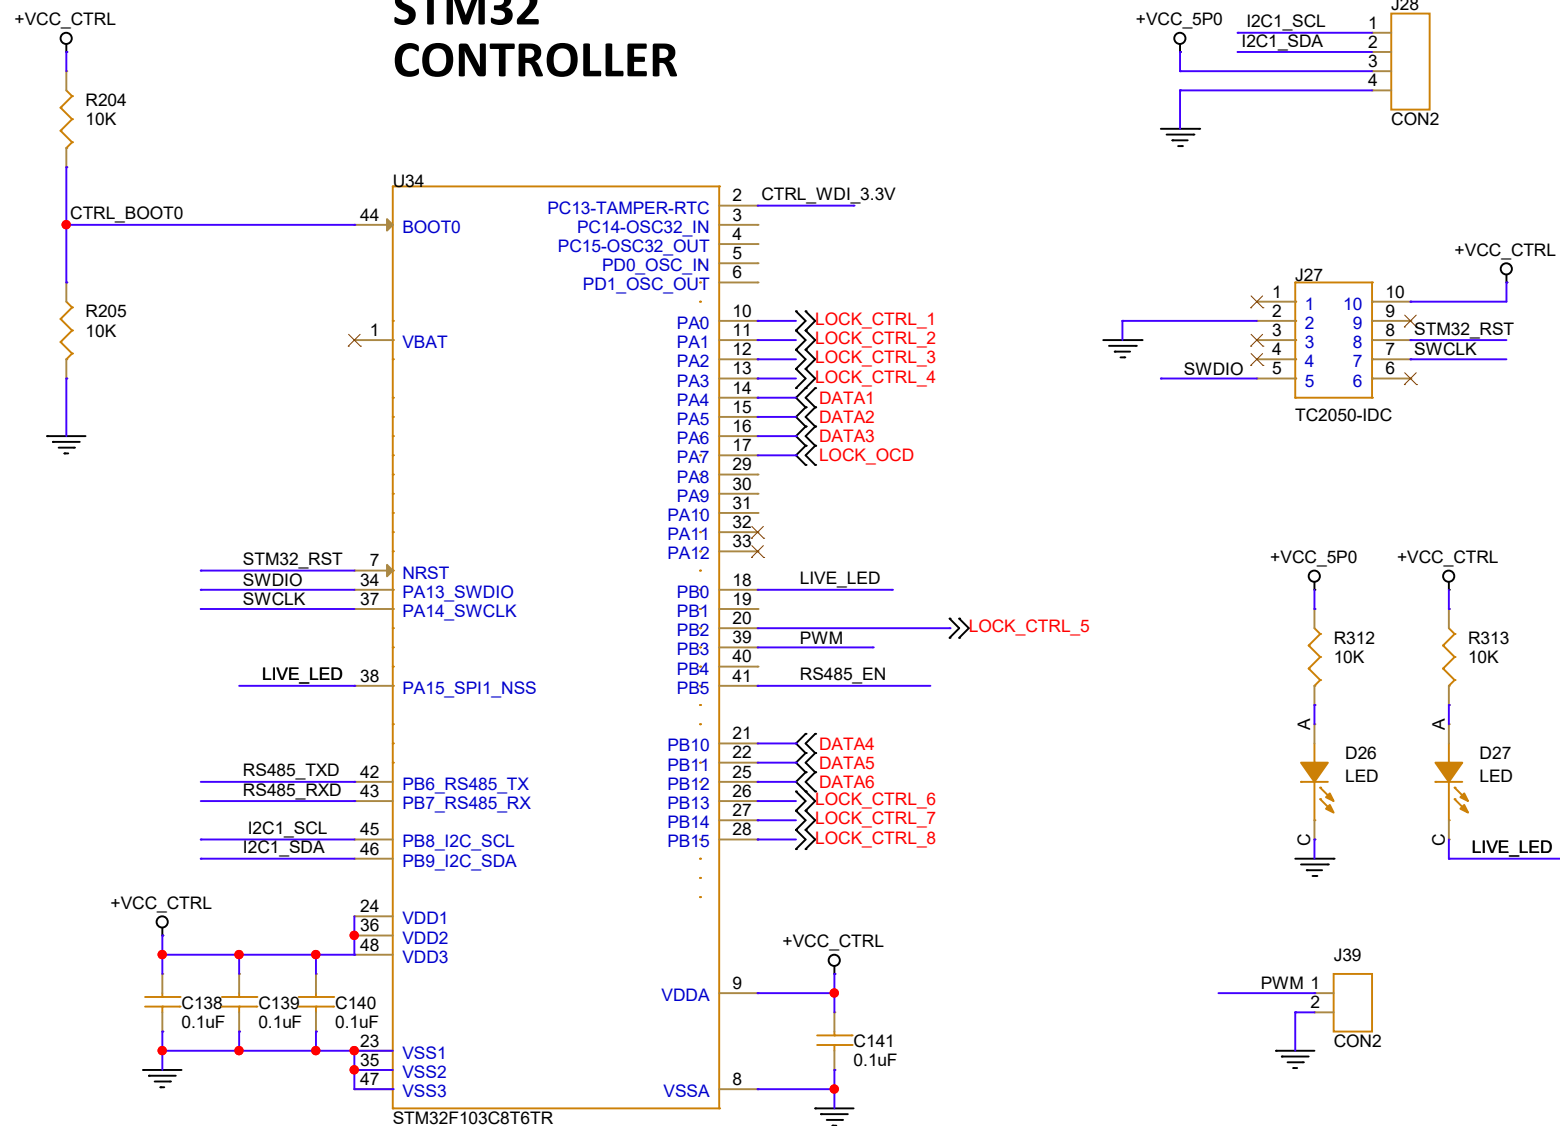 STM32
CONTROLLER
+VCC_CTRL
R204
10K
CTRL_BOOT0
R205
10K
U34
44
BOOT0
1
VBAT
STM32_RST
7
NRST
SWDIO
34
PA13_SWDIO
SWCLK
37
PA14_SWCLK
LIVE_LED
38
PA15_SPI1_NSS
RS485_TXD
42
PB6_RS485_TX
RS485_RXD
43
PB7_RS485_RX
I2C1_SCL
45
PB8_I2C_SCL
I2C1_SDA
46
PB9_I2C_SDA
+VCC_CTRL
24
VDD1
36
VDD2
48
VDD3
C138
0.1uF
C139
0.1uF
C140
0.1uF
23
VSS1
35
VSS2
47
VSS3
STM32F103C8T6TR
PC13-TAMPER-RTC
2
CTRL_WDI_3.3V
PC14-OSC32_IN
3
PC15-OSC32_OUT
4
PD0_OSC_IN
5
PD1_OSC_OUT
6
PA0
10
LOCK_CTRL_1
PA1
11
LOCK_CTRL_2
PA2
12
LOCK_CTRL_3
PA3
13
LOCK_CTRL_4
PA4
14
DATA1
PA5
15
DATA2
PA6
16
DATA3
PA7
17
LOCK_OCD
PA8
29
PA9
30
PA10
31
PA11
32
PA12
33
PB0
18
LIVE_LED
PB1
19
PB2
20
LOCK_CTRL_5
PB3
39
PWM
PB4
40
PB5
41
RS485_EN
PB10
21
DATA4
PB11
22
DATA5
PB12
25
DATA6
PB13
26
LOCK_CTRL_6
PB14
27
LOCK_CTRL_7
PB15
28
LOCK_CTRL_8
+VCC_CTRL
VDDA
9
C141
0.1uF
VSSA
8
J28
+VCC_5P0
I2C1_SCL
1
I2C1_SDA
2
3
4
CON2
+VCC_CTRL
J27
1
1
10
10
2
2
9
9
3
3
8
8
STM32_RST
4
4
7
7
SWCLK
SWDIO
5
5
6
6
TC2050-IDC
+VCC_5P0
R312
10K
A
D26
LED
C
+VCC_CTRL
R313
10K
A
D27
LED
C
LIVE_LED
J39
PWM
1
2
CON2